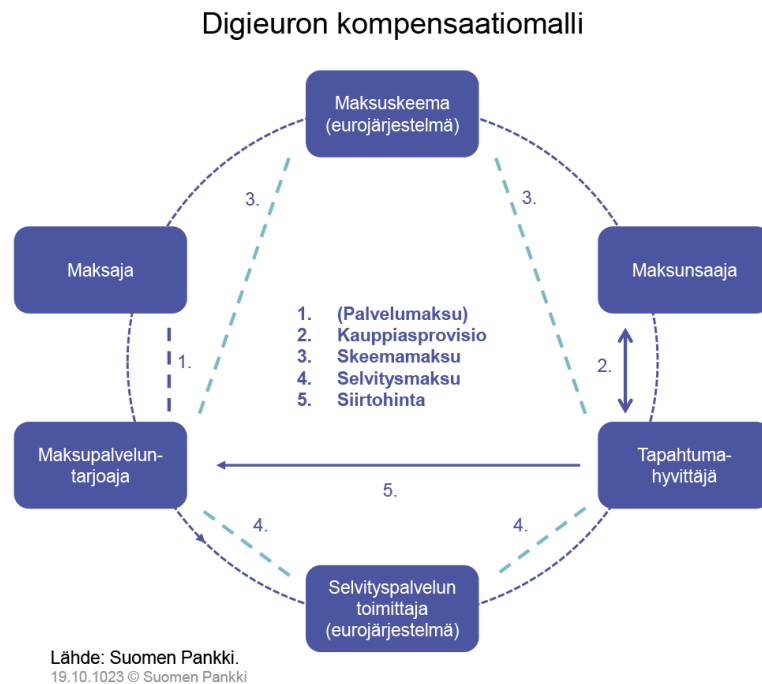 Digieuron kompensaatiomalli
Maksuskeema
(eurojärjestelmä)
3.
3.
Maksaja
Maksunsaaja
1. (Palvelumaksu)
2. Kauppiasprovisio
3. Skeemamaksu
4. Selvitysmaksu
5. Siirtohinta
1.
2.
Maksupalvelun-
tarjoaja
Tapahtuma-
hyvittäjä
5.
4.
4.
Selvityspalvelun
toimittaja
(eurojärjestelmä)
Lähde: Suomen Pankki.
19.10.1023 © Suomen Pankki